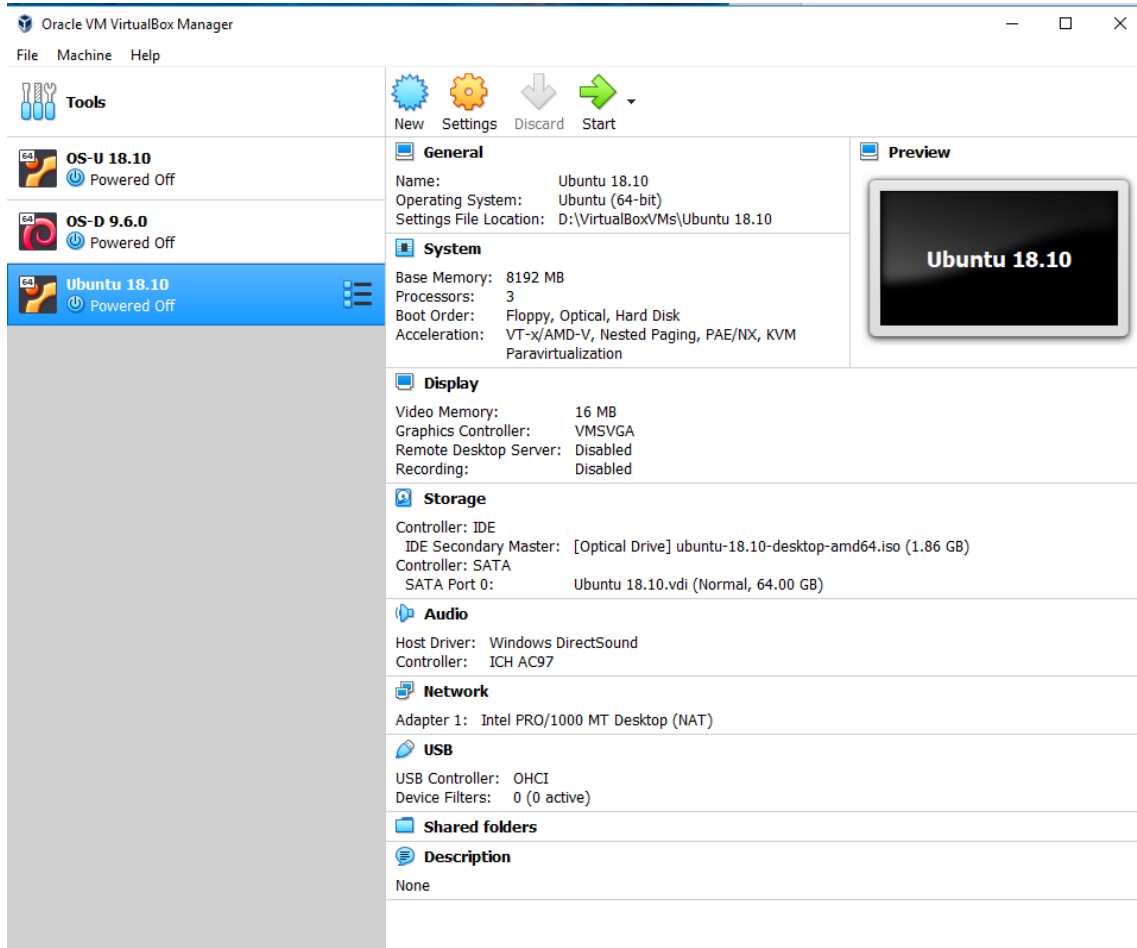 Oracle VM VirtualBox Manager
File Machine Help
Tools
New Settings Discard Start
64
OS-U 18.10
Powered Off
64
OS-D 9.6.0
Powered Off
64
Ubuntu 18.10
Powered Off
General
Name: Ubuntu 18.10
Operating System: Ubuntu (64-bit)
Settings File Location: D:\VirtualBoxVMs\Ubuntu 18.10
Preview
Ubuntu 18.10
System
Base Memory: 8192 MB
Processors: 3
Boot Order: Floppy, Optical, Hard Disk
Acceleration: VT-x/AMD-V, Nested Paging, PAE/NX, KVM
Paravirtualization
Display
Video Memory: 16 MB
Graphics Controller: VMSVGA
Remote Desktop Server: Disabled
Recording: Disabled
Storage
Controller: IDE
IDE Secondary Master: [Optical Drive] ubuntu-18.10-desktop-amd64.iso (1.86 GB)
Controller: SATA
SATA Port 0: Ubuntu 18.10.vdi (Normal, 64.00 GB)
Audio
Host Driver: Windows DirectSound
Controller: ICH AC97
Network
Adapter 1: Intel PRO/1000 MT Desktop (NAT)
USB
USB Controller: OHCI
Device Filters: 0 (0 active)
Shared folders
Description
None